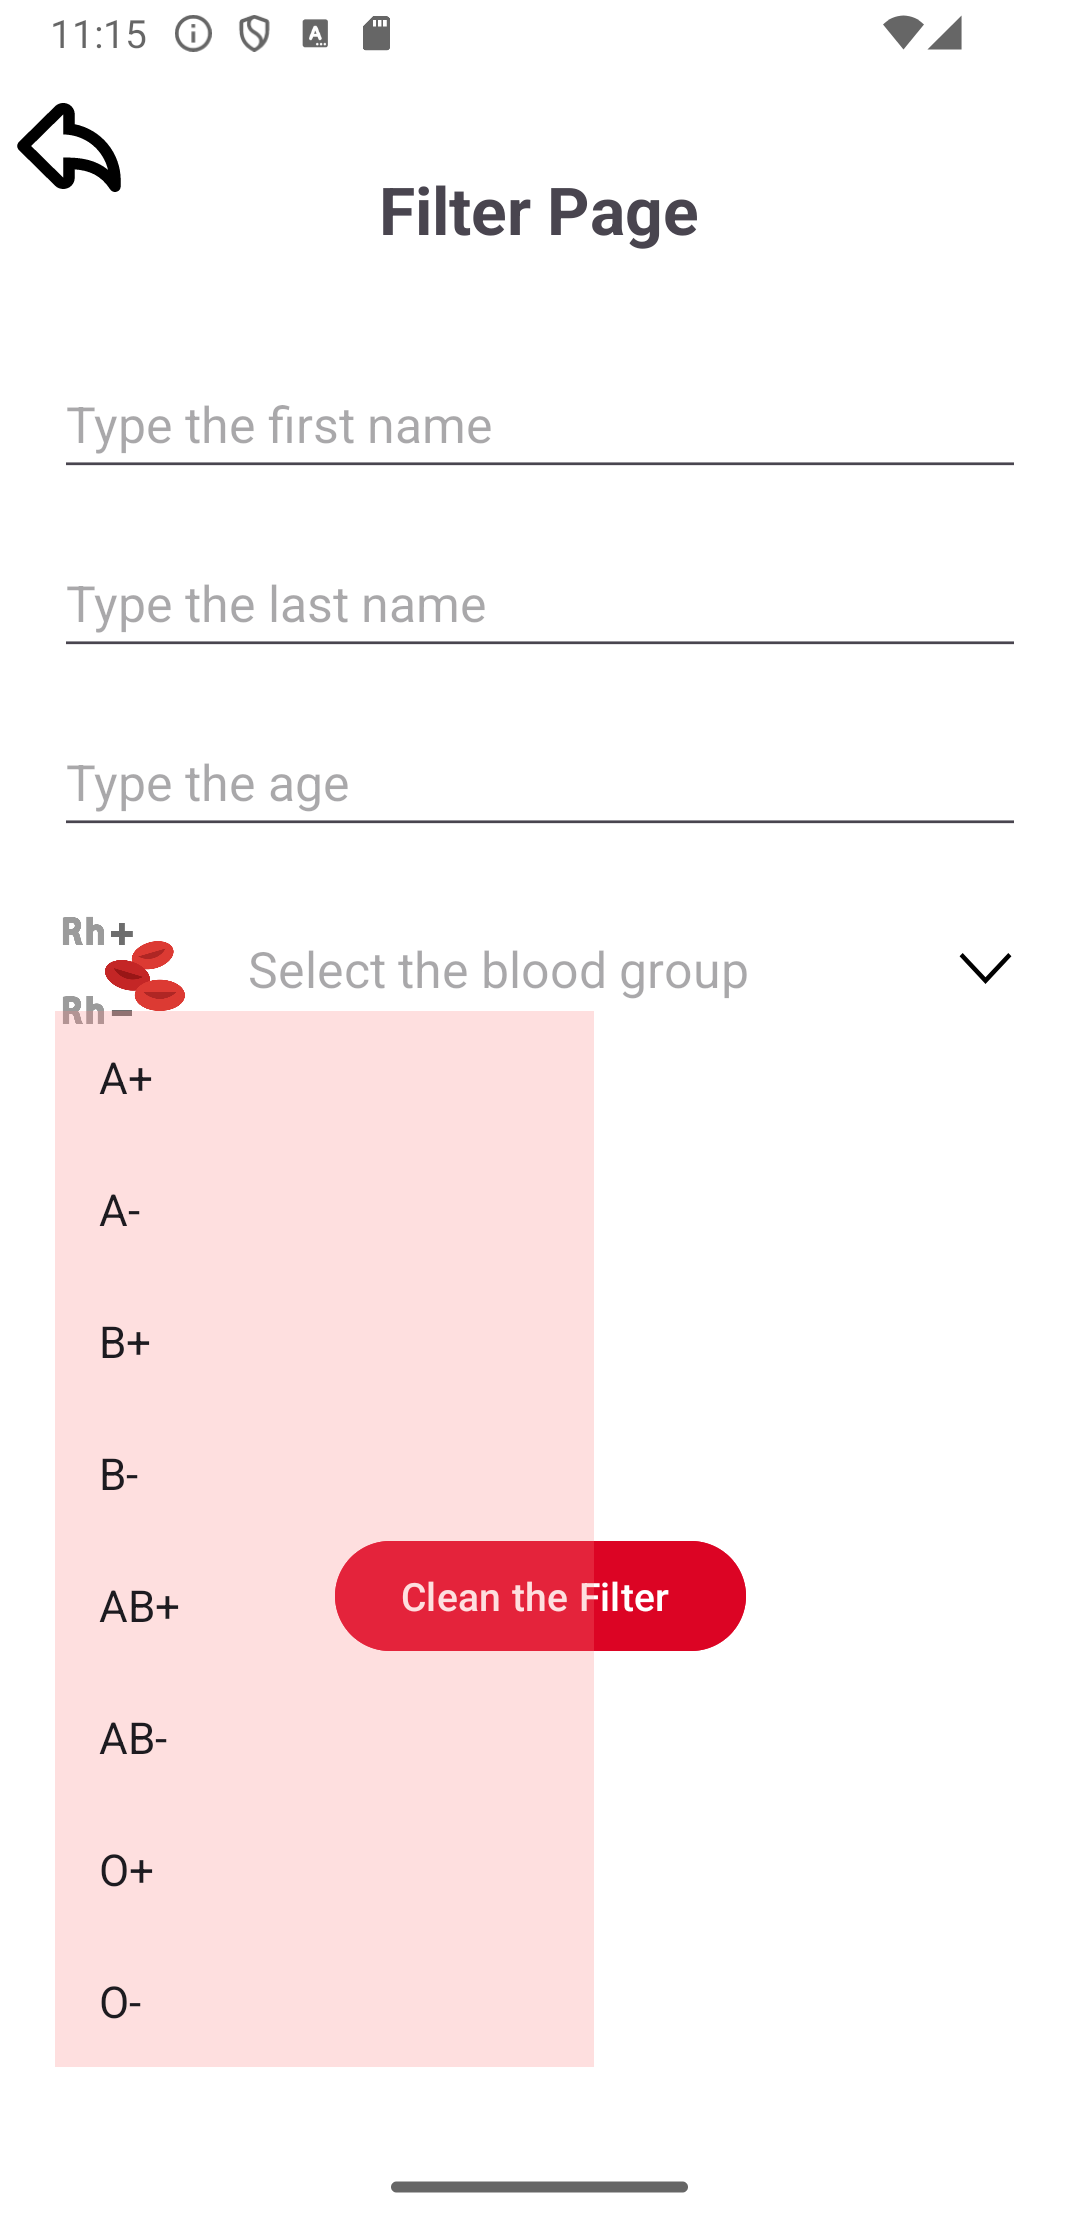 11:15
Filter Page
Type the first name
Type the last name
Type the age
Rh+
Select the blood group
Rh-
A+
A-
B+
B-
AB+
Clean the Filter
AB-
O+
O-